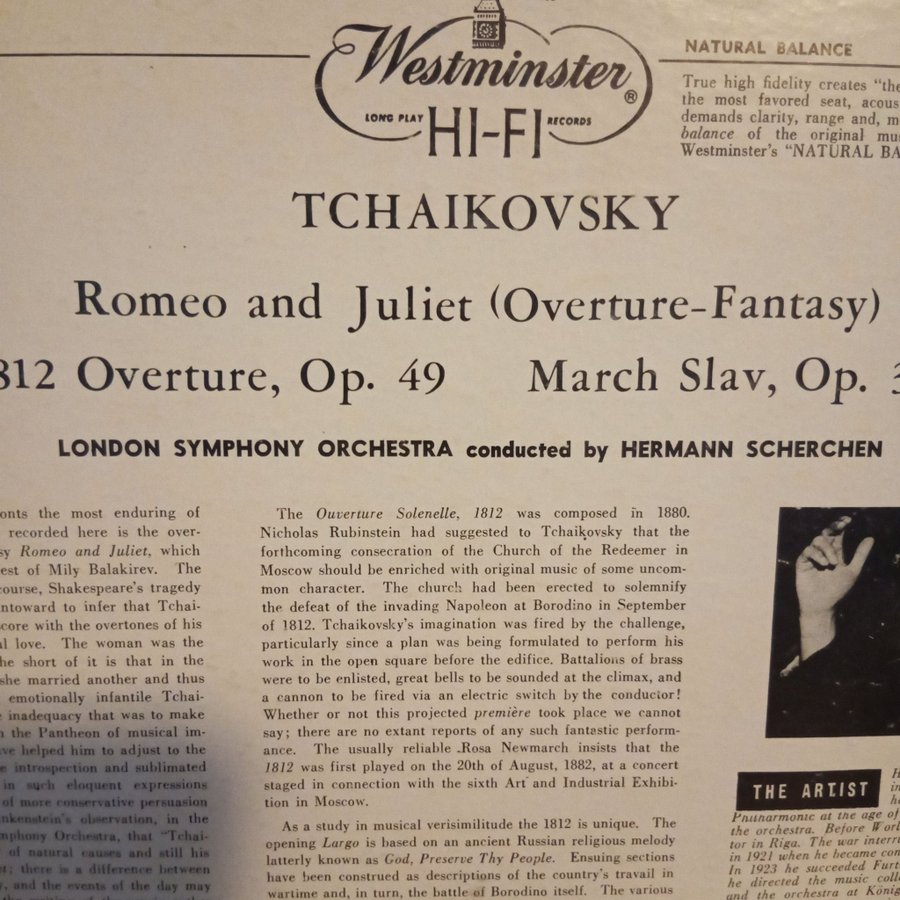 Westminster ®
LONG PLAY HI-FI RECORDS
NATURAL BALANCE
True high fidelity creates "the
the most favored seat, acous
demands clarity, range and, m
balance of the original mu
Westminster's "NATURAL BA
TCHAIKOVSKY
Romeo and Juliet (Overture-Fantasy)
812 Overture, Op. 49 March Slav, Op. 3
LONDON SYMPHONY ORCHESTRA conducted by HERMANN SCHERCHEN
onts the most enduring of
recorded here is the over-
sy Romeo and Juliet, which
est of Mily Balakirev. The
ourse, Shakespeare's tragedy
ntoward to infer that Tchai-
core with the overtones of his
al love. The woman was the
he short of it is that in the
she married another and thus
emotionally infantile Tchai-
inadequacy that was to make
n the Pantheon of musical im-
ve helped him to adjust to the
e introspection and sublimated
in such eloquent expressions
of more conservative persuasion
nkenstein's observation, in the
mphony Orchestra, that "Tchai-
of natural causes and still his
; there is a difference between
, and the events of the day may
The Ouverture Solenelle, 1812 was composed in 1880.
Nicholas Rubinstein had suggested to Tchaikovsky that the
forthcoming consecration of the Church of the Redeemer in
Moscow should be enriched with original music of some uncom-
mon character. The church had been erected to solemnify
the defeat of the invading Napoleon at Borodino in September
of 1812. Tchaikovsky's imagination was fired by the challenge,
particularly since a plan was being formulated to perform his
work in the open square before the edifice. Battalions of brass
were to be enlisted, great bells to be sounded at the climax, and
a cannon to be fired via an electric switch by the conductor!
Whether or not this projected première took place we cannot
say; there are no extant reports of any such fantastic perform-
ance. The usually reliable Rosa Newmarch insists that the
1812 was first played on the 20th of August, 1882, at a concert
staged in connection with the sixth Art and Industrial Exhibi-
tion in Moscow.
As a study in musical verisimilitude the 1812 is unique. The
opening Largo is based on an ancient Russian religious melody
latterly known as God, Preserve Thy People. Ensuing sections
have been construed as descriptions of the country's travail in
wartime and, in turn, the battle of Borodino itself. The various
THE ARTIST
H
in
he
Philharmonic at the age of
the orchestra. Before Worl
tor in Riga. The war interr
in 1921 when he became con
In 1923 he succeeded Furt
he directed the music coll
and the orchestra at König